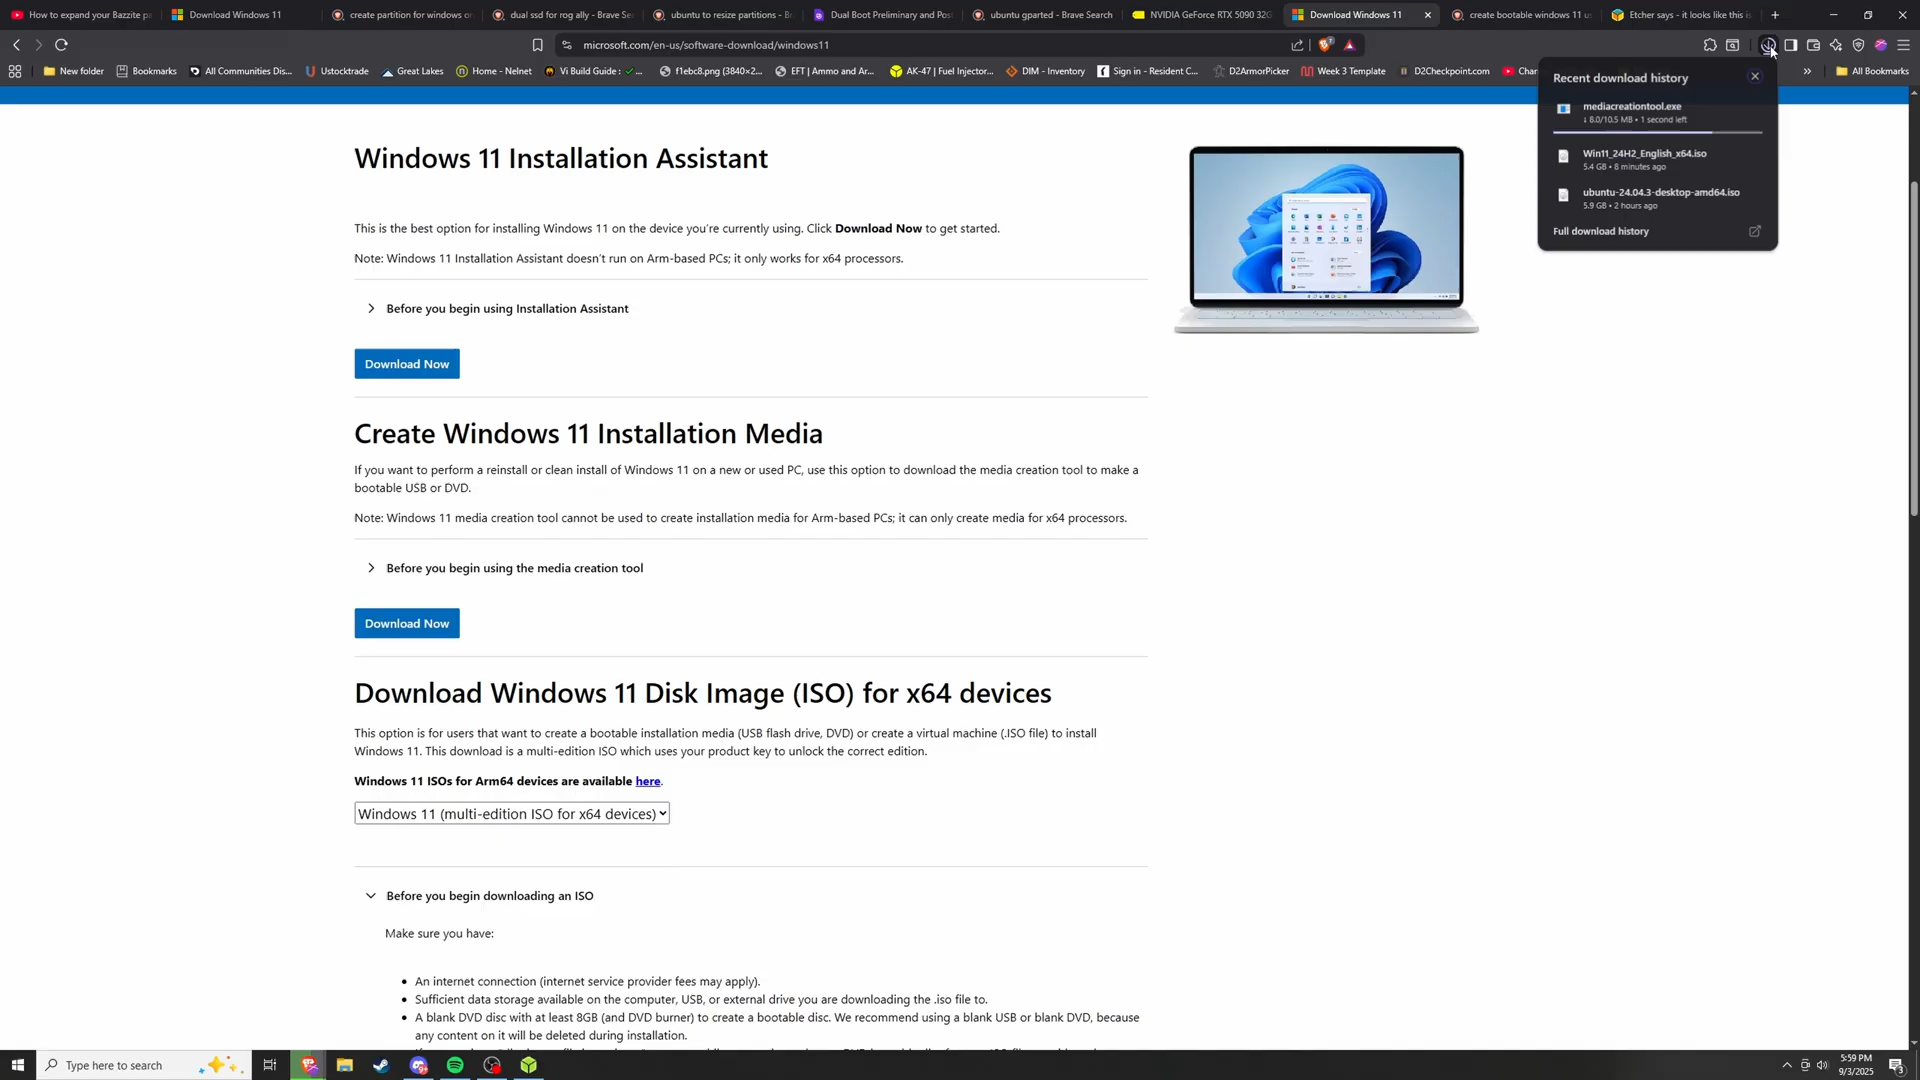 How to expand your Bazzite pa
Download Windows 11
create partition for windows or
dual ssd for rog ally - Brave Se
ubuntu to resize partitions - B
Dual Boot Preliminary and Post
ubuntu gparted - Brave Search
NVIDIA GeForce RTX 5090 32G
Download Windows 11
create bootable windows 11 us
Etcher says - it looks like this is
microsoft.com/en-us/software-download/windows11
New folder
Bookmarks
All Communities Dis...
Ustocktrade
Great Lakes
Home - Nelnet
Vi Build Guide : ✓ ...
f1ebc8.png (3840×2...
EFT | Ammo and Ar...
AK-47 | Fuel Injector...
DIM - Inventory
Sign in - Resident C...
D2ArmorPicker
Week 3 Template
D2Checkpoint.com
Chan
»
All Bookmarks
Recent download history
mediacreationtool.exe
↓ 8.0/10.5 MB • 1 second left
Win11_24H2_English_x64.iso
5.4 GB • 8 minutes ago
ubuntu-24.04.3-desktop-amd64.iso
5.9 GB • 2 hours ago
Full download history
Windows 11 Installation Assistant
This is the best option for installing Windows 11 on the device you're currently using. Click Download Now to get started.
Note: Windows 11 Installation Assistant doesn't run on Arm-based PCs; it only works for x64 processors.
Before you begin using Installation Assistant
Download Now
Create Windows 11 Installation Media
If you want to perform a reinstall or clean install of Windows 11 on a new or used PC, use this option to download the media creation tool to make a
bootable USB or DVD.
Note: Windows 11 media creation tool cannot be used to create installation media for Arm-based PCs; it can only create media for x64 processors.
Before you begin using the media creation tool
Download Now
Download Windows 11 Disk Image (ISO) for x64 devices
This option is for users that want to create a bootable installation media (USB flash drive, DVD) or create a virtual machine (.ISO file) to install
Windows 11. This download is a multi-edition ISO which uses your product key to unlock the correct edition.
Windows 11 ISOs for Arm64 devices are available here.
Windows 11 (multi-edition ISO for x64 devices)
Before you begin downloading an ISO
Make sure you have:
• An internet connection (internet service provider fees may apply).
• Sufficient data storage available on the computer, USB, or external drive you are downloading the .iso file to.
• A blank DVD disc with at least 8GB (and DVD burner) to create a bootable disc. We recommend using a blank USB or blank DVD, because
any content on it will be deleted during installation.
Type here to search
5:59 PM
9/3/2025